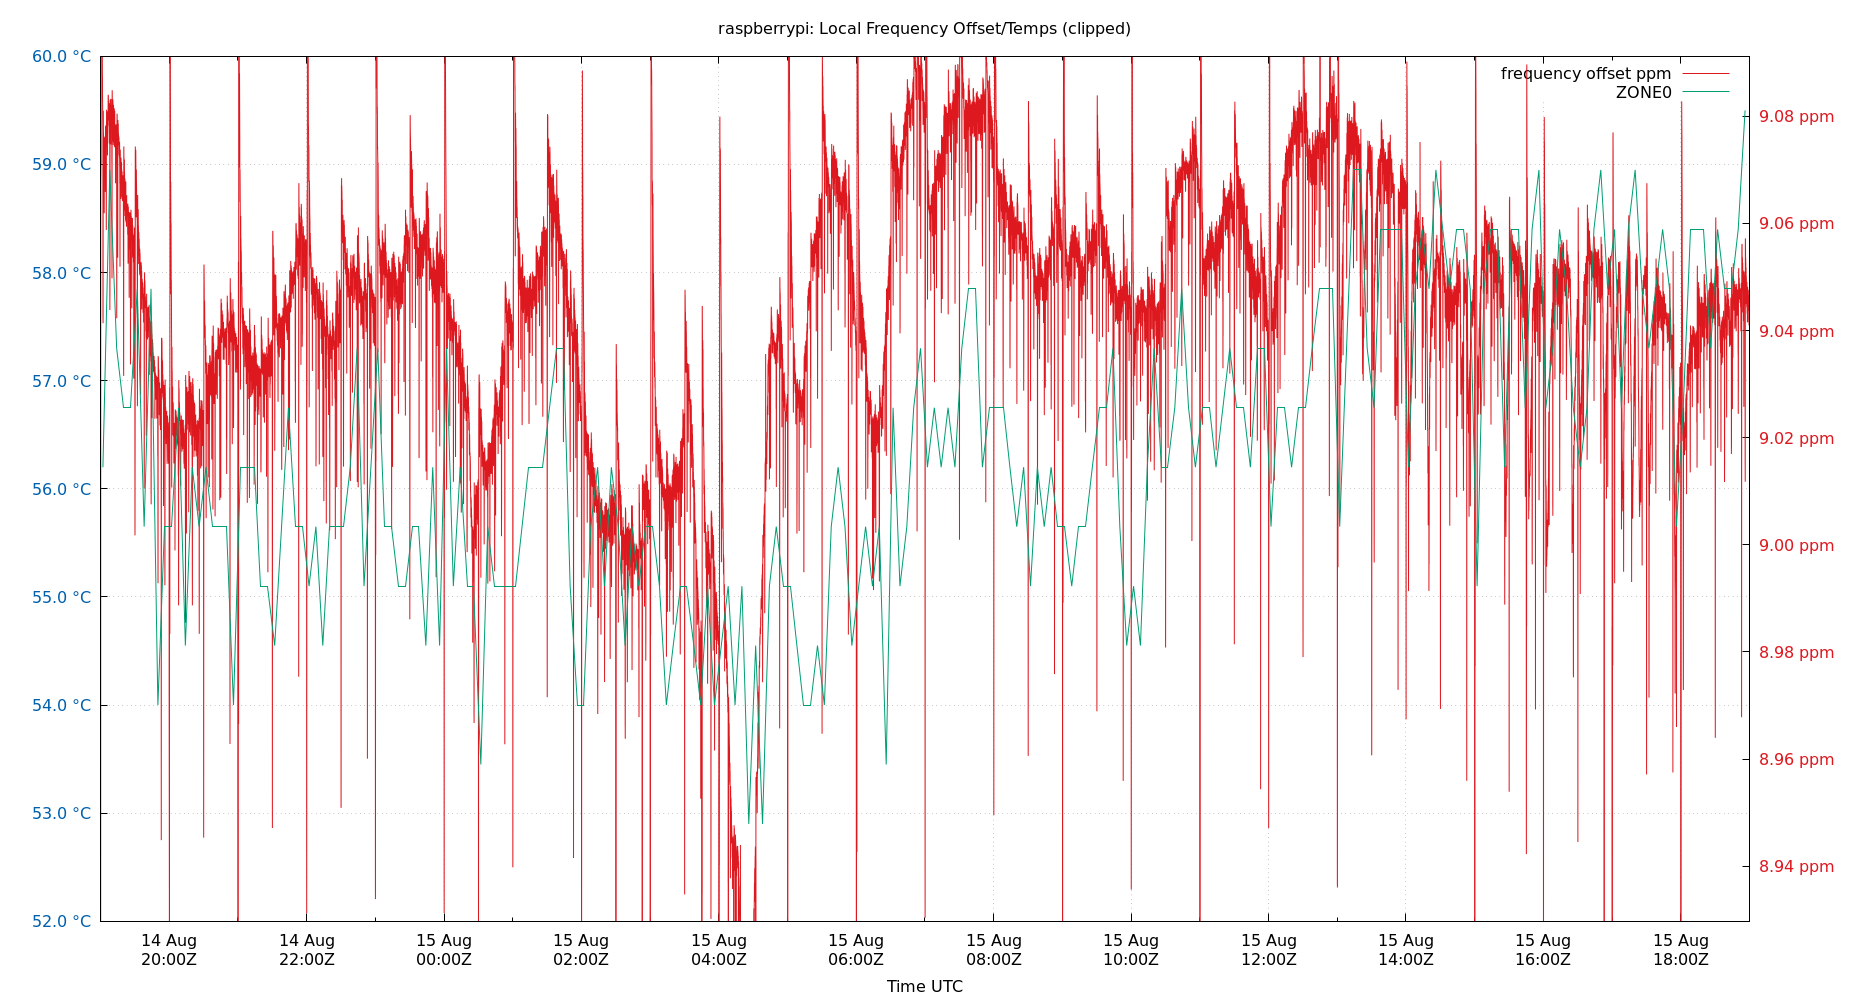 raspberrypi: Local Frequency Offset/Temps (clipped)
frequency offset ppm
ZONE0
60.0 °C
59.0 °C
58.0 °C
57.0 °C
56.0 °C
55.0 °C
54.0 °C
53.0 °C
52.0 °C
9.08 ppm
9.06 ppm
9.04 ppm
9.02 ppm
9.00 ppm
8.98 ppm
8.96 ppm
8.94 ppm
14 Aug 14 Aug 15 Aug 15 Aug 15 Aug 15 Aug 15 Aug 15 Aug 15 Aug 15 Aug 15 Aug 15 Aug
20:00Z 22:00Z 00:00Z 02:00Z 04:00Z 06:00Z 08:00Z 10:00Z 12:00Z 14:00Z 16:00Z 18:00Z
Time UTC